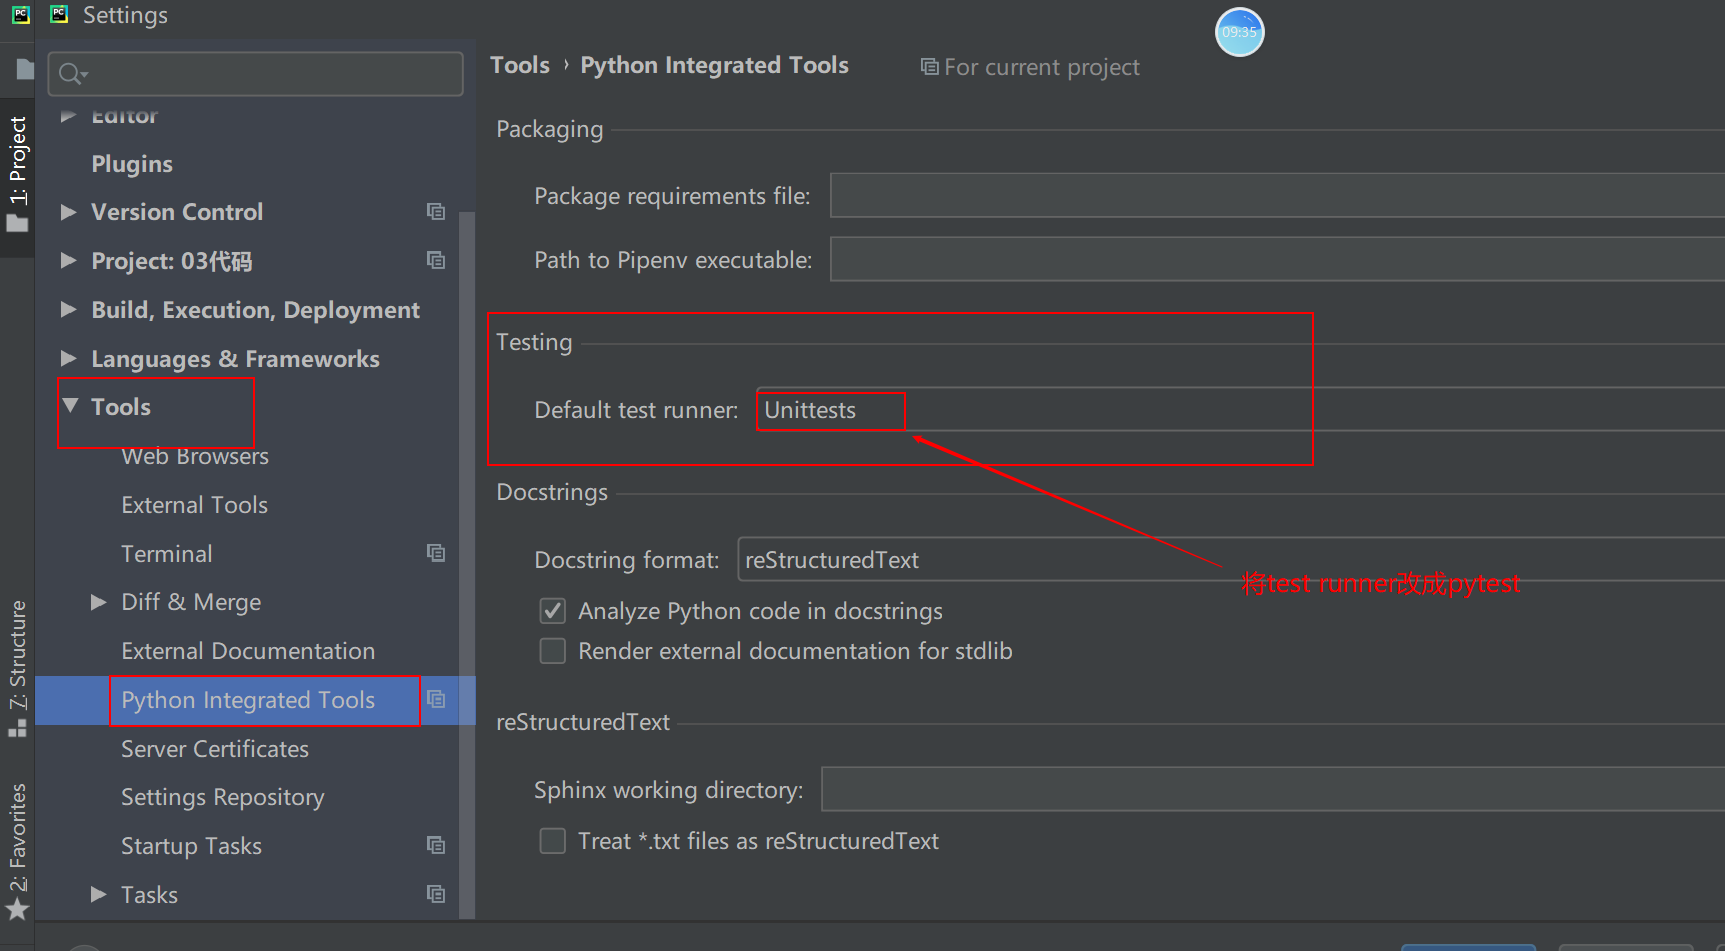 Settings
09:35
Tools › Python Integrated Tools
For current project
1: Project
7: Structure
2: Favorites
Editor
Plugins
Version Control
Project: 03代码
Build, Execution, Deployment
Languages & Frameworks
Tools
Web Browsers
External Tools
Terminal
Diff & Merge
External Documentation
Python Integrated Tools
Server Certificates
Settings Repository
Startup Tasks
Tasks
Packaging
Package requirements file:
Path to Pipenv executable:
Testing
Default test runner: Unittests
Docstrings
Docstring format: reStructuredText
将test runner改成pytest
Analyze Python code in docstrings
Render external documentation for stdlib
reStructuredText
Sphinx working directory:
Treat *.txt files as reStructuredText